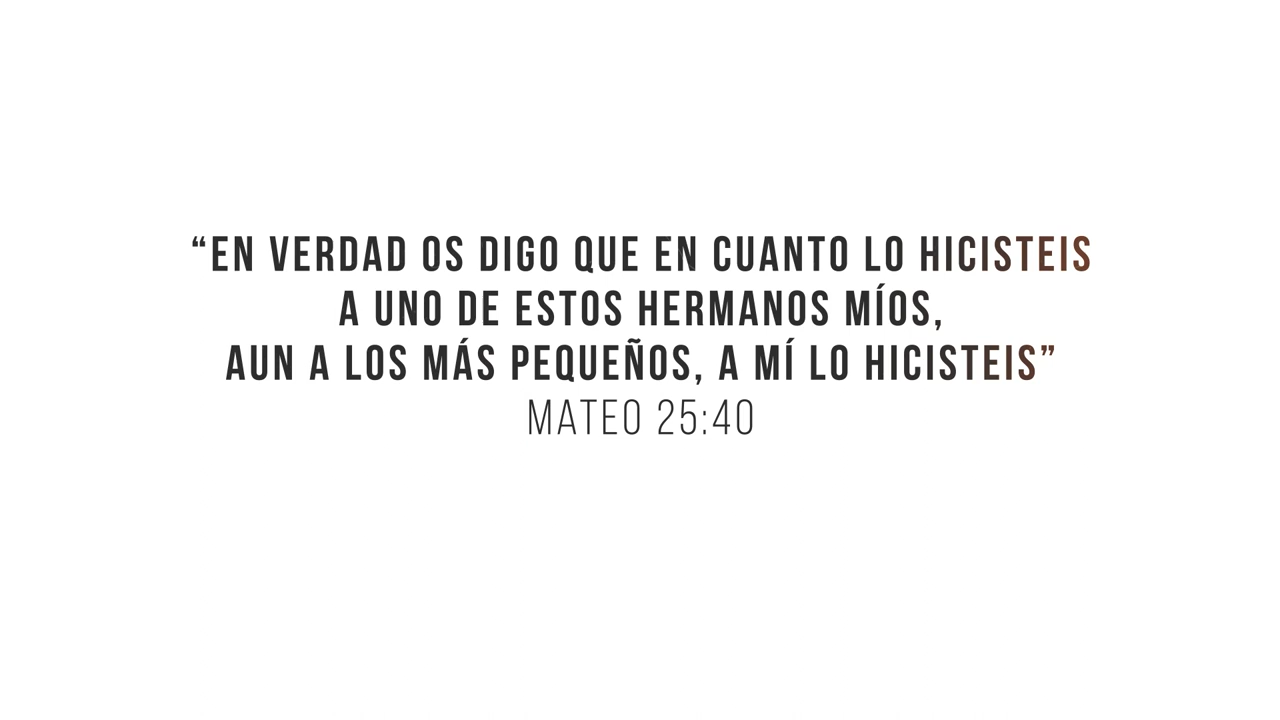 “EN VERDAD OS DIGO QUE EN CUANTO LO HICISTEIS
A UNO DE ESTOS HERMANOS MÍOS,
AUN A LOS MÁS PEQUEÑOS, A MÍ LO HICISTEIS”
MATEO 25:40